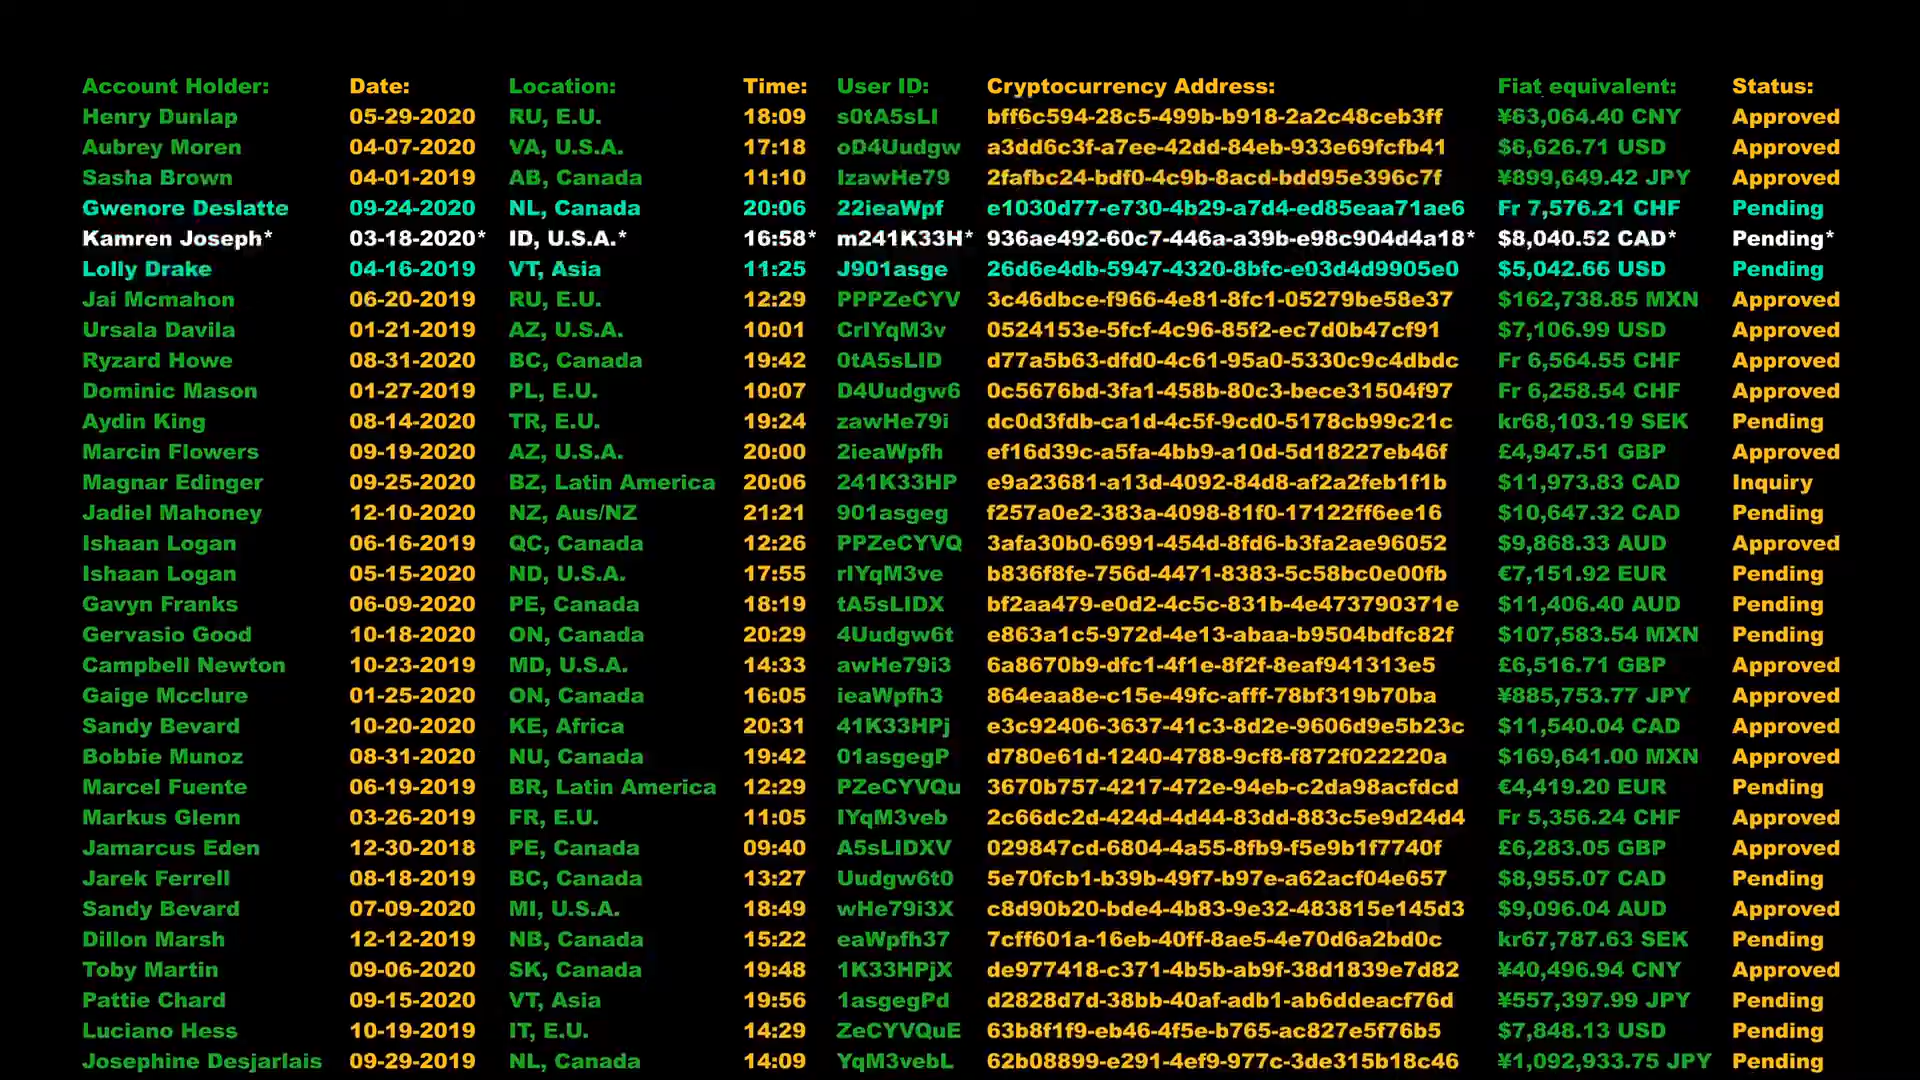 Account Holder: Date: Location: Time: User ID: Cryptocurrency Address: Fiat equivalent: Status:
Henry Dunlap 05-29-2020 RU, E.U. 18:09 s0tA5sLI bff6c594-28c5-499b-b918-2a2c48ceb3ff ¥63,064.40 CNY Approved
Aubrey Moren 04-07-2020 VA, U.S.A. 17:18 oD4Uudgw a3dd6c3f-a7ee-42dd-84eb-933e69fcfb41 $6,626.71 USD Approved
Sasha Brown 04-01-2019 AB, Canada 11:10 IzawHe79 2fafbc24-bdf0-4c9b-8acd-bdd95e396c7f ¥899,649.42 JPY Approved
Gwenore Deslatte 09-24-2020 NL, Canada 20:06 22ieaWpf e1030d77-e730-4b29-a7d4-ed85eaa71ae6 Fr 7,576.21 CHF Pending
Kamren Joseph* 03-18-2020* ID, U.S.A.* 16:58* m241K33H* 936ae492-60c7-446a-a39b-e98c904d4a18* $8,040.52 CAD* Pending*
Lolly Drake 04-16-2019 VT, Asia 11:25 J901asge 26d6e4db-5947-4320-8bfc-e03d4d9905e0 $5,042.66 USD Pending
Jai Mcmahon 06-20-2019 RU, E.U. 12:29 PPPZeCYV 3c46dbce-f966-4e81-8fc1-05279be58e37 $162,738.85 MXN Approved
Ursala Davila 01-21-2019 AZ, U.S.A. 10:01 CrIYqM3v 0524153e-5fcf-4c96-85f2-ec7d0b47cf91 $7,106.99 USD Approved
Ryzard Howe 08-31-2020 BC, Canada 19:42 0tA5sLID d77a5b63-dfd0-4c61-95a0-5330c9c4dbdc Fr 6,564.55 CHF Approved
Dominic Mason 01-27-2019 PL, E.U. 10:07 D4Uudgw6 0c5676bd-3fa1-458b-80c3-bece31504f97 Fr 6,258.54 CHF Approved
Aydin King 08-14-2020 TR, E.U. 19:24 zawHe79i dc0d3fdb-ca1d-4c5f-9cd0-5178cb99c21c kr68,103.19 SEK Pending
Marcin Flowers 09-19-2020 AZ, U.S.A. 20:00 2ieaWpfh ef16d39c-a5fa-4bb9-a10d-5d18227eb46f £4,947.51 GBP Approved
Magnar Edinger 09-25-2020 BZ, Latin America 20:06 241K33HP e9a23681-a13d-4092-84d8-af2a2feb1f1b $11,973.83 CAD Inquiry
Jadiel Mahoney 12-10-2020 NZ, Aus/NZ 21:21 901asgeg f257a0e2-383a-4098-81f0-17122ff6ee16 $10,647.32 CAD Pending
Ishaan Logan 06-16-2019 QC, Canada 12:26 PPZeCYVQ 3afa30b0-6991-454d-8fd6-b3fa2ae96052 $9,868.33 AUD Approved
Ishaan Logan 05-15-2020 ND, U.S.A. 17:55 rIYqM3ve b836f8fe-756d-4471-8383-5c58bc0e00fb €7,151.92 EUR Pending
Gavyn Franks 06-09-2020 PE, Canada 18:19 tA5sLIDX bf2aa479-e0d2-4c5c-831b-4e473790371e $11,406.40 AUD Pending
Gervasio Good 10-18-2020 ON, Canada 20:29 4Uudgw6t e863a1c5-972d-4e13-abaa-b9504bdfc82f $107,583.54 MXN Pending
Campbell Newton 10-23-2019 MD, U.S.A. 14:33 awHe79i3 6a8670b9-dfc1-4f1e-8f2f-8eaf941313e5 £6,516.71 GBP Approved
Gaige Mcclure 01-25-2020 ON, Canada 16:05 ieaWpfh3 864eaa8e-c15e-49fc-afff-78bf319b70ba ¥885,753.77 JPY Approved
Sandy Bevard 10-20-2020 KE, Africa 20:31 41K33HPj e3c92406-3637-41c3-8d2e-9606d9e5b23c $11,540.04 CAD Approved
Bobbie Munoz 08-31-2020 NU, Canada 19:42 01asgegP d780e61d-1240-4788-9cf8-f872f022220a $169,641.00 MXN Approved
Marcel Fuente 06-19-2019 BR, Latin America 12:29 PZeCYVQu 3670b757-4217-472e-94eb-c2da98acfdcd €4,419.20 EUR Pending
Markus Glenn 03-26-2019 FR, E.U. 11:05 IYqM3veb 2c66dc2d-424d-4d44-83dd-883c5e9d24d4 Fr 5,356.24 CHF Approved
Jamarcus Eden 12-30-2018 PE, Canada 09:40 A5sLIDXV 029847cd-6804-4a55-8fb9-f5e9b1f7740f £6,283.05 GBP Approved
Jarek Ferrell 08-18-2019 BC, Canada 13:27 Uudgw6t0 5e70fcb1-b39b-49f7-b97e-a62acf04e657 $8,955.07 CAD Pending
Sandy Bevard 07-09-2020 MI, U.S.A. 18:49 wHe79i3X c8d90b20-bde4-4b83-9e32-483815e145d3 $9,096.04 AUD Approved
Dillon Marsh 12-12-2019 NB, Canada 15:22 eaWpfh37 7cff601a-16eb-40ff-8ae5-4e70d6a2bd0c kr67,787.63 SEK Pending
Toby Martin 09-06-2020 SK, Canada 19:48 1K33HPjX de977418-c371-4b5b-ab9f-38d1839e7d82 ¥40,496.94 CNY Approved
Pattie Chard 09-15-2020 VT, Asia 19:56 1asgegPd d2828d7d-38bb-40af-adb1-ab6ddeacf76d ¥557,397.99 JPY Pending
Luciano Hess 10-19-2019 IT, E.U. 14:29 ZeCYVQuE 63b8f1f9-eb46-4f5e-b765-ac827e5f76b5 $7,848.13 USD Pending
Josephine Desjarlais 09-29-2019 NL, Canada 14:09 YqM3vebL 62b08899-e291-4ef9-977c-3de315b18c46 ¥1,092,933.75 JPY Pending